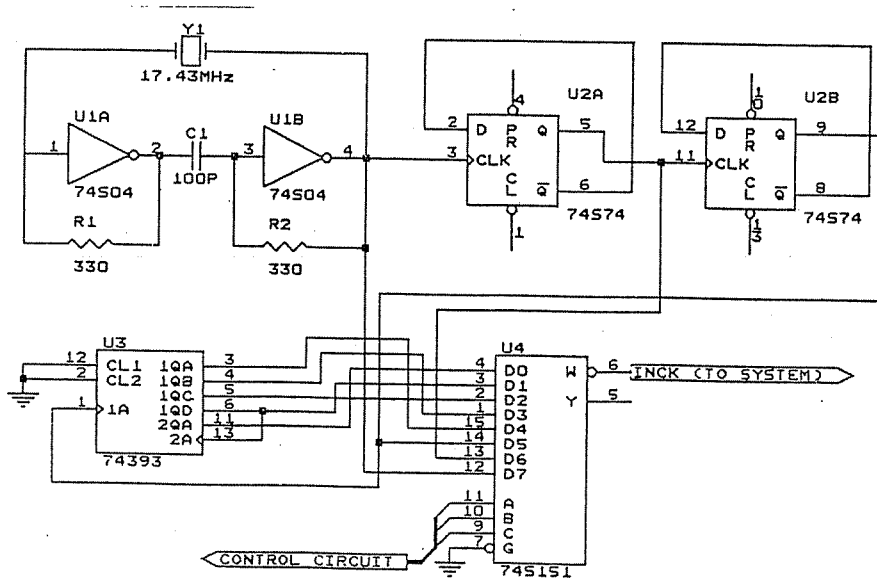 Y1
17.43MHz
U1A
1
2
74S04
C1
100P
U1B
3
4
74S04
R1
330
R2
330
U2A
4
2
D
PR
Q
5
3
CLK
CL
Q
6
74S74
1
U2B
10
12
D
PR
Q
9
11
CLK
CL
Q
8
74S74
13
U3
12
CL1
1QA
3
2
CL2
1QB
4
1QC
5
1
1A
1QD
6
2QA
11
2A
13
74393
U4
4
D0
W
6
INCK (TO SYSTEM)
3
D1
2
D2
Y
5
1
D3
15
D4
14
D5
13
D6
12
D7
11
A
10
B
9
C
7
G
74S151
CONTROL CIRCUIT